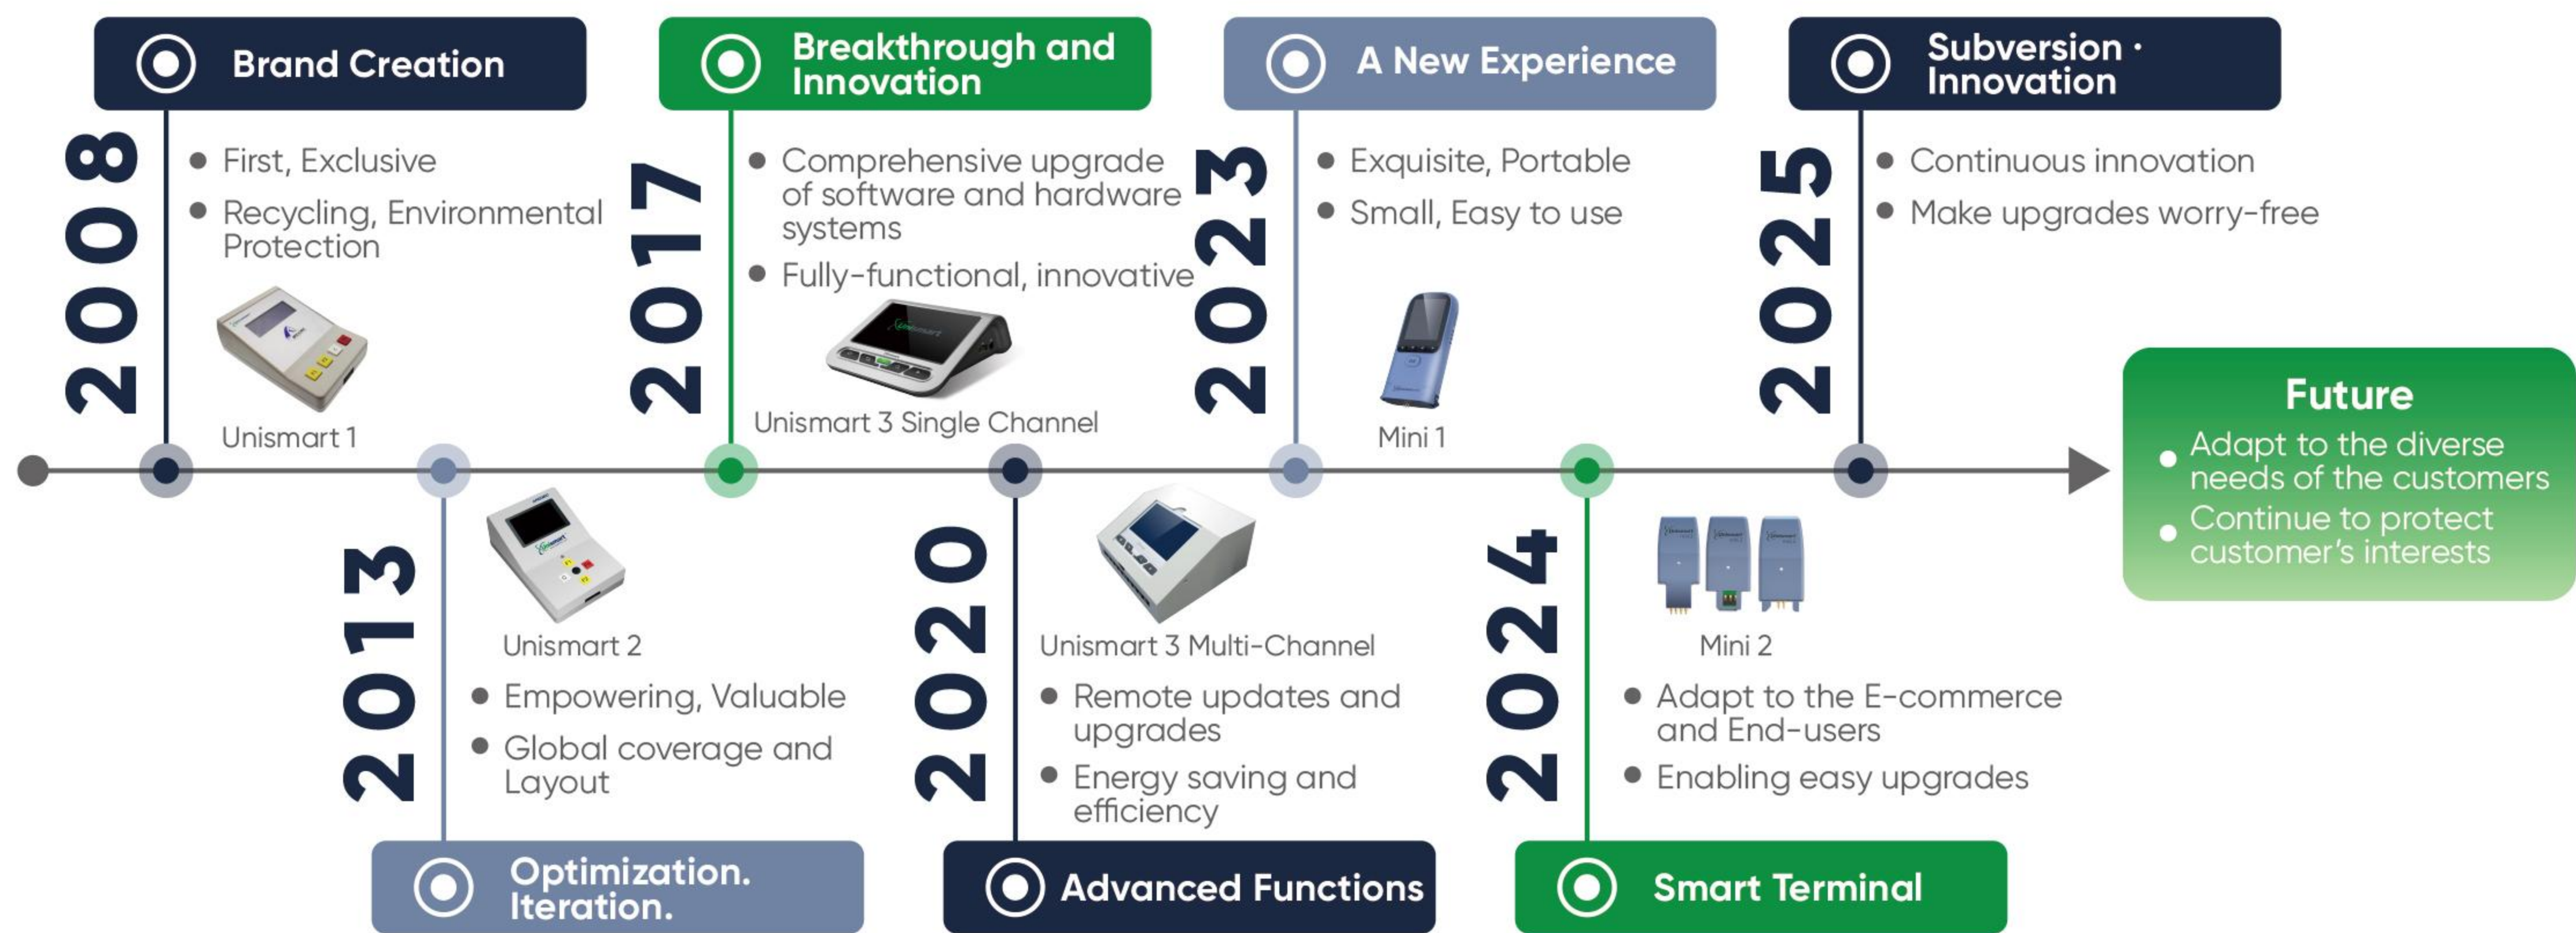 Brand Creation
2008
First, Exclusive
Recycling, Environmental
Protection
Unismart 1
2013
Unismart 2
Empowering, Valuable
Global coverage and
Layout
Optimization.
Iteration.
Breakthrough and
Innovation
2017
Comprehensive upgrade
of software and hardware
systems
Fully-functional, innovative
unismart
Unismart 3 Single Channel
2020
Unismart 3 Multi-Channel
Remote updates and
upgrades
Energy saving and
efficiency
Advanced Functions
A New Experience
2023
Exquisite, Portable
Small, Easy to use
Mini 1
2024
Mini 2
Adapt to the E-commerce
and End-users
Enabling easy upgrades
Smart Terminal
Subversion ·
Innovation
2025
Continuous innovation
Make upgrades worry-free
Future
Adapt to the diverse
needs of the customers
Continue to protect
customer's interests